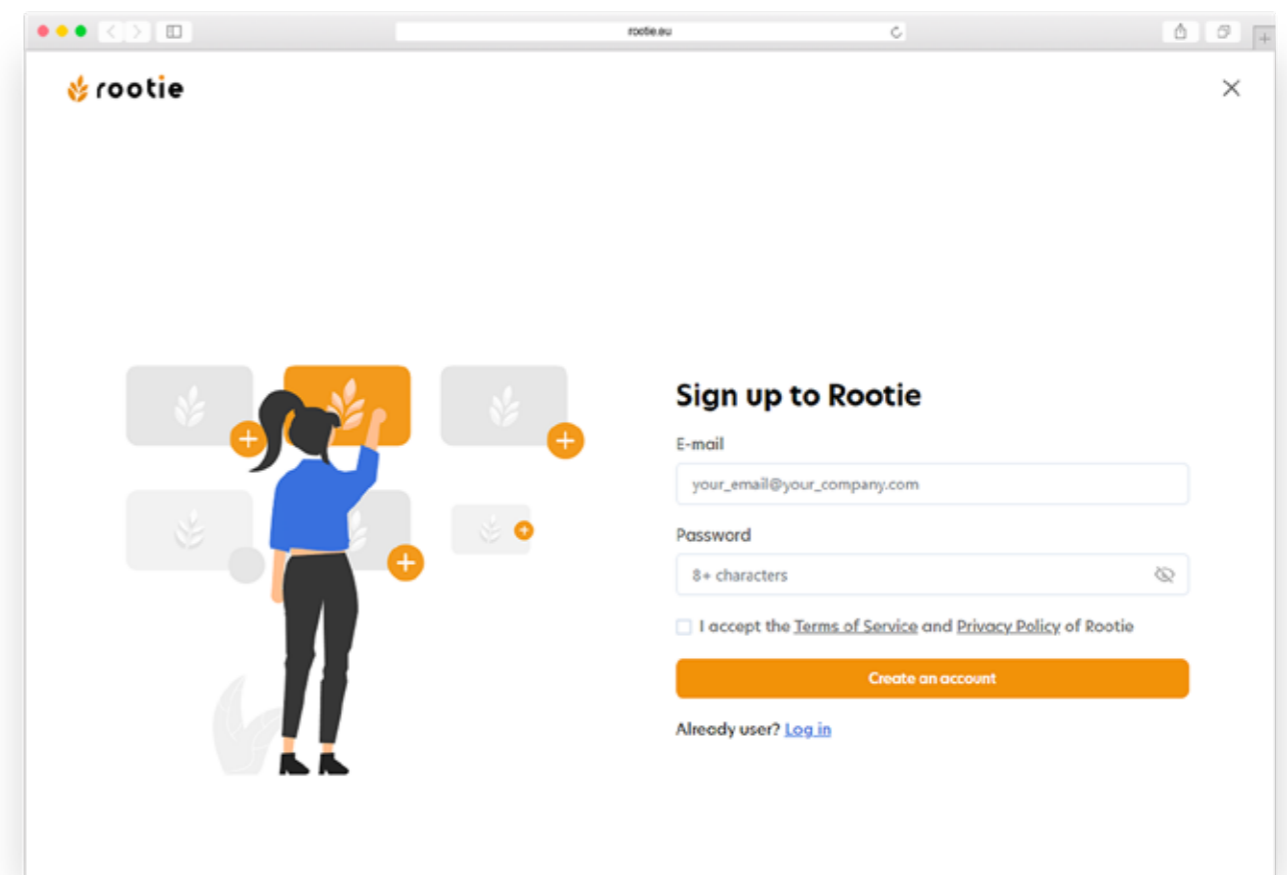 rootie.eu
rootie
Sign up to Rootie
E-mail
your_email@your_company.com
Password
8+ characters
I accept the Terms of Service and Privacy Policy of Rootie
Create an account
Already user? Log in